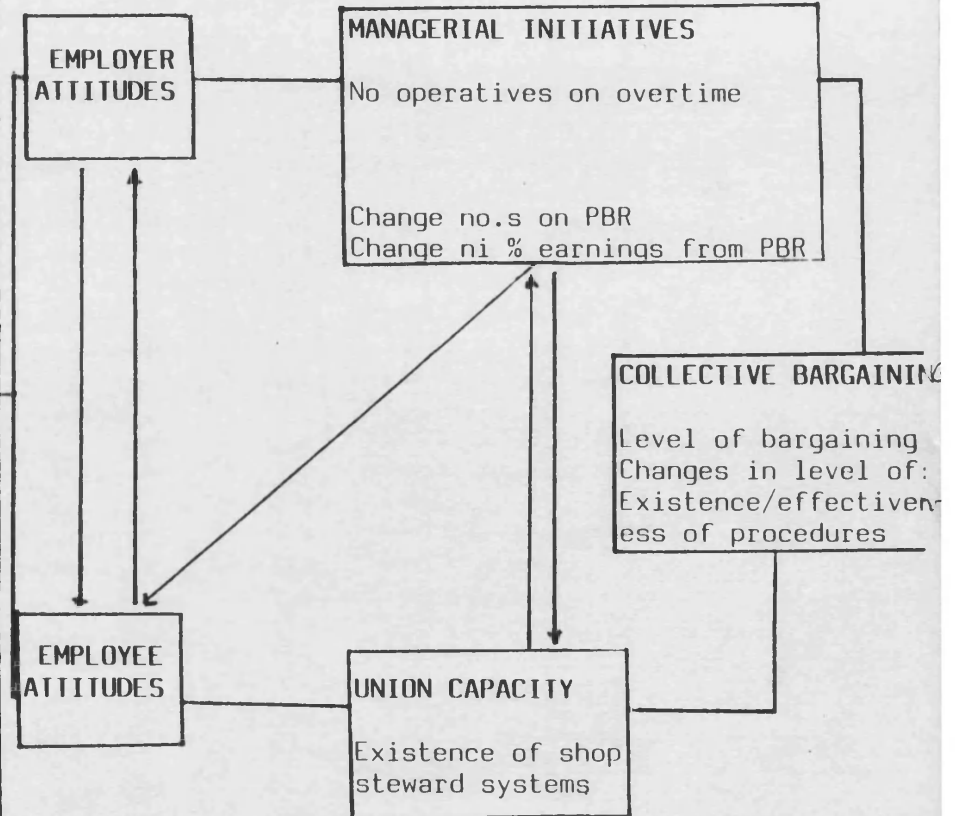 EMPLOYER
ATTITUDES
MANAGERIAL INITIATIVES
No operatives on overtime
Change no.s on PBR
Change ni % earnings from PBR
COLLECTIVE BARGAINING
Level of bargaining
Changes in level of:
Existence/effectiven-
ess of procedures
EMPLOYEE
ATTITUDES
UNION CAPACITY
Existence of shop
steward systems